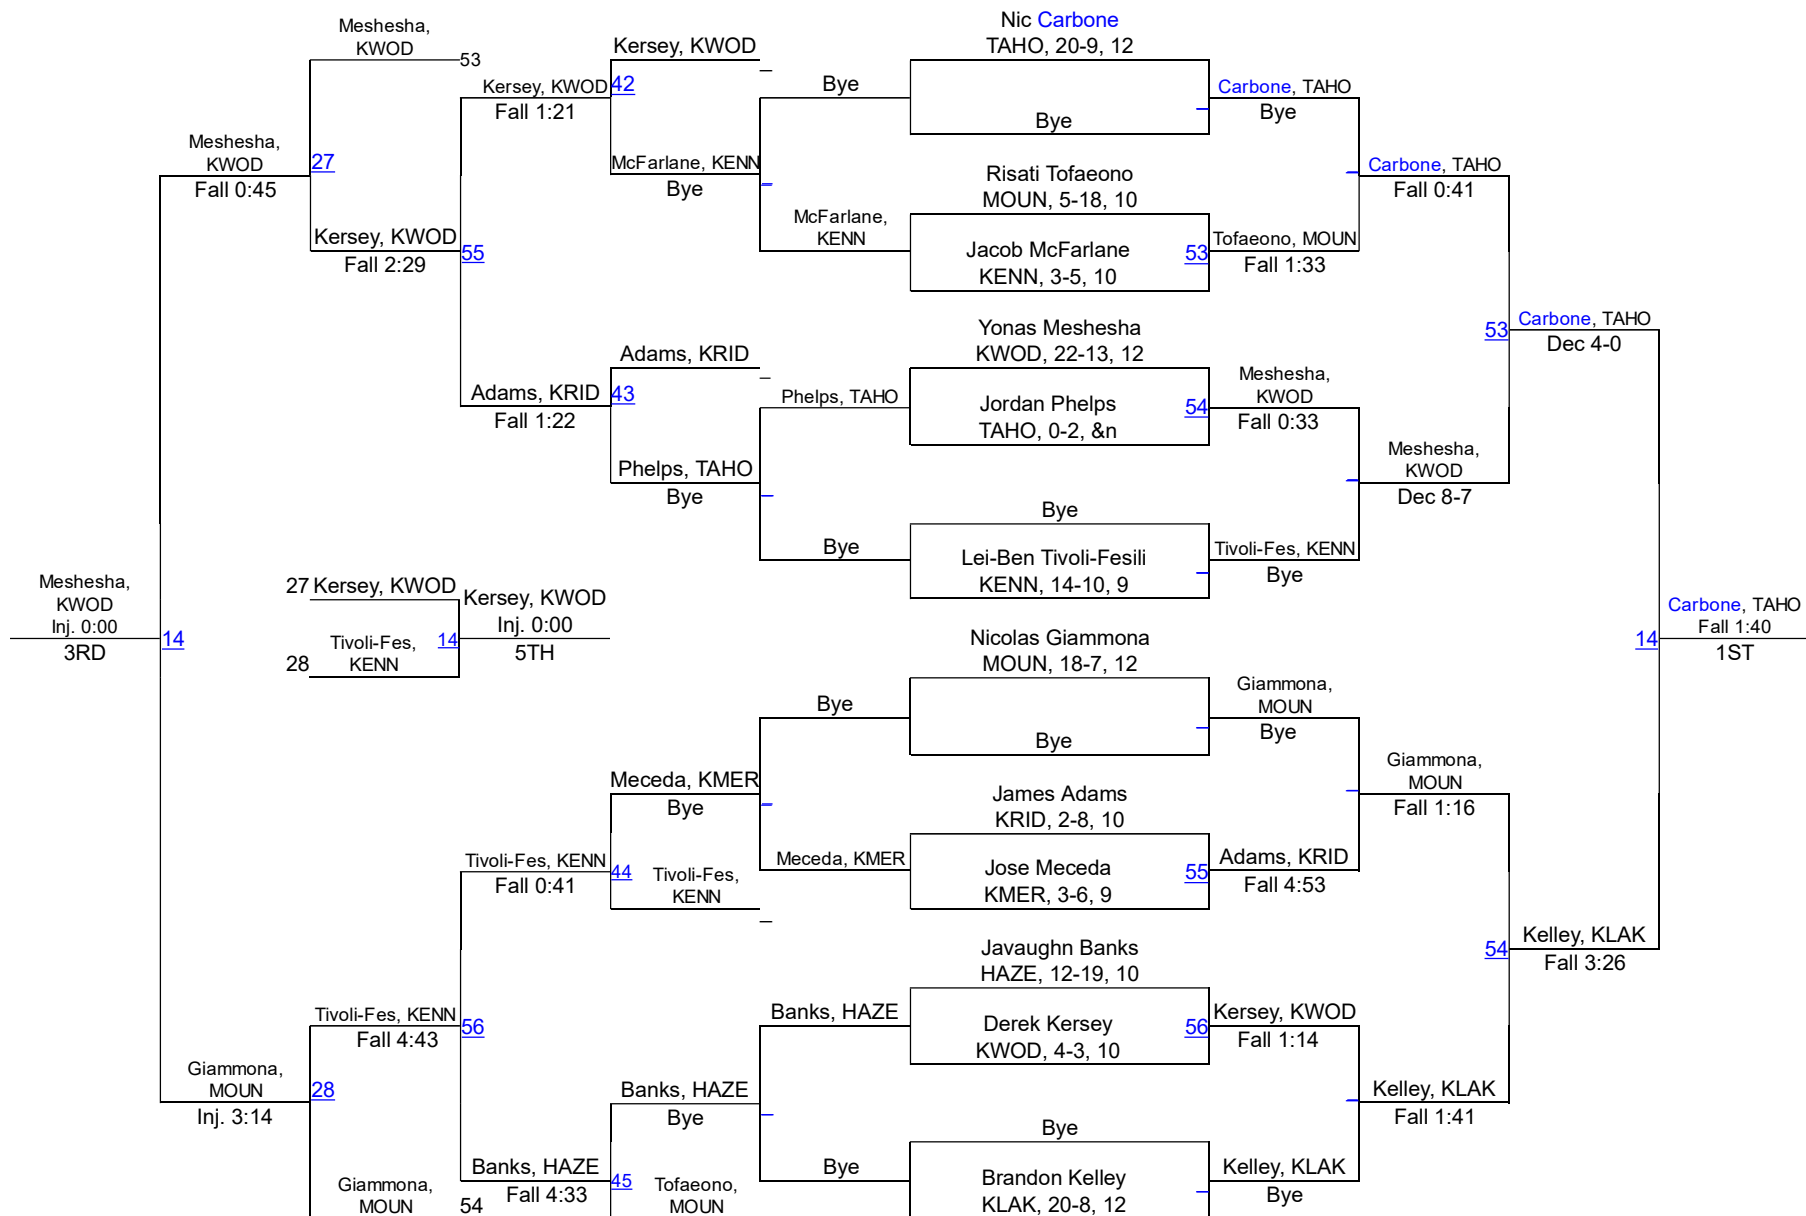 Meshesha,
KWOD
53
Kersey, KWOD
Fall 1:21
Kersey, KWOD
42
_
Bye
Nic Carbone
TAHO, 20-9, 12
Bye
Carbone, TAHO
Bye
Meshesha,
KWOD
Fall 0:45
27
McFarlane, KENN
Bye
Risati Tofaeono
MOUN, 5-18, 10
Carbone, TAHO
Fall 0:41
Kersey, KWOD
Fall 2:29
55
McFarlane,
KENN
Jacob McFarlane
KENN, 3-5, 10
53
Tofaeono, MOUN
Fall 1:33
Yonas Meshesha
KWOD, 22-13, 12
53
Carbone, TAHO
Dec 4-0
Adams, KRID
_
Adams, KRID
Fall 1:22
43
Phelps, TAHO
Jordan Phelps
TAHO, 0-2, &n
54
Meshesha,
KWOD
Fall 0:33
Phelps, TAHO
Bye
Meshesha,
KWOD
Dec 8-7
Bye
Bye
Lei-Ben Tivoli-Fesili
KENN, 14-10, 9
Tivoli-Fes, KENN
Bye
Meshesha,
KWOD
Inj. 0:00
3RD
14
27
Kersey, KWOD
28
Tivoli-Fes,
KENN
14
Kersey, KWOD
Inj. 0:00
5TH
14
Carbone, TAHO
Fall 1:40
1ST
Nicolas Giammona
MOUN, 18-7, 12
Bye
Bye
Giammona,
MOUN
Bye
Meceda, KMER
Bye
James Adams
KRID, 2-8, 10
Giammona,
MOUN
Fall 1:16
Tivoli-Fes, KENN
Fall 0:41
44
Tivoli-Fes,
KENN
_
Meceda, KMER
Jose Meceda
KMER, 3-6, 9
55
Adams, KRID
Fall 4:53
Javaughn Banks
HAZE, 12-19, 10
54
Kelley, KLAK
Fall 3:26
Tivoli-Fes, KENN
Fall 4:43
56
Banks, HAZE
Derek Kersey
KWOD, 4-3, 10
56
Kersey, KWOD
Fall 1:14
Giammona,
MOUN
Inj. 3:14
28
Banks, HAZE
Bye
Kelley, KLAK
Fall 1:41
Bye
Giammona,
MOUN
54
Banks, HAZE
Fall 4:33
45
Tofaeono,
MOUN
Bye
Brandon Kelley
KLAK, 20-8, 12
Kelley, KLAK
Bye